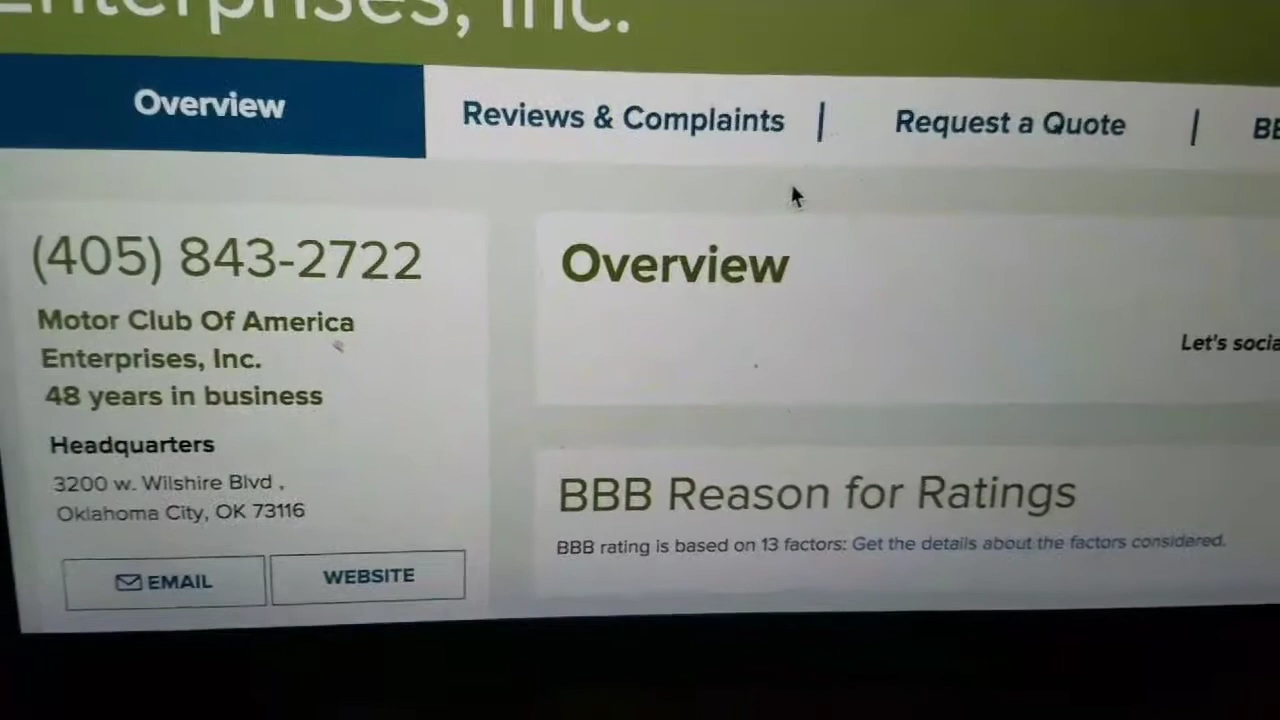 Enterprises, Inc.
Overview
Reviews & Complaints | Request a Quote |
(405) 843-2722
Motor Club Of America
Enterprises, Inc.
48 years in business
Headquarters
3200 w. Wilshire Blvd ,
Oklahoma City, OK 73116
EMAIL
WEBSITE
Overview
Let's
BBB Reason for Ratings
BBB rating is based on 13 factors: Get the details about the factors considered.